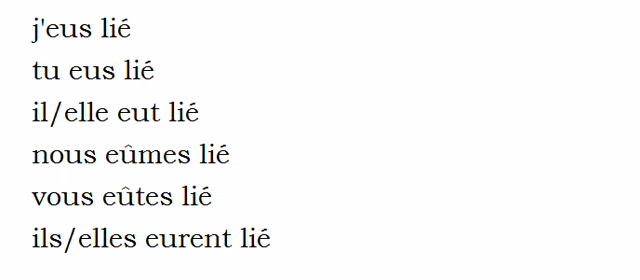 j'eus lié
tu eus lié
il/elle eut lié
nous eûmes lié
vous eûtes lié
ils/elles eurent lié